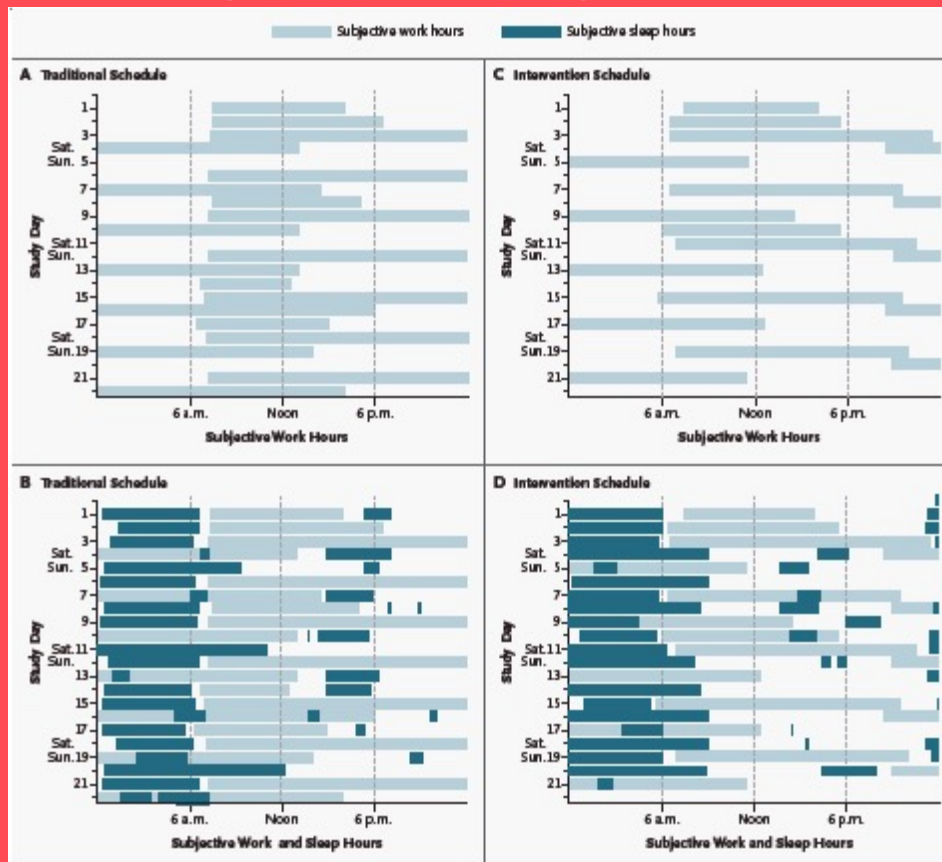 Subjective work hours
Subjective sleep hours
A Traditional Schedule
Study Day
1
3
Sat.
Sun. 5
7
9
Sat.11
Sun.
13
15
17
Sat.
Sun.19
21
6 a.m. Noon 6 p.m.
Subjective Work Hours
C Intervention Schedule
Study Day
1
3
Sat.
Sun. 5
7
9
Sat.11
Sun.
13
15
17
Sat.
Sun.19
21
6 a.m. Noon 6 p.m.
Subjective Work Hours
B Traditional Schedule
Study Day
1
3
Sat.
Sun. 5
7
9
Sat.11
Sun.
13
15
17
Sat.
Sun.19
21
6 a.m. Noon 6 p.m.
Subjective Work and Sleep Hours
D Intervention Schedule
Study Day
1
3
Sat.
Sun. 5
7
9
Sat.11
Sun.
13
15
17
Sat.
Sun.19
21
6 a.m. Noon 6 p.m.
Subjective Work and Sleep Hours